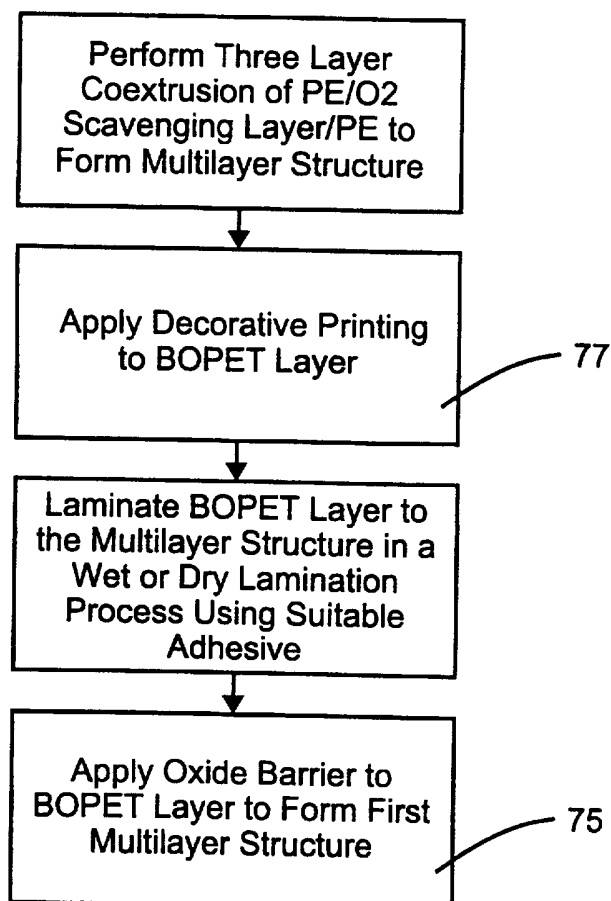 Perform Three Layer
Coextrusion of PE/O2
Scavenging Layer/PE to
Form Multilayer Structure
Apply Decorative Printing
to BOPET Layer
77
Laminate BOPET Layer to
the Multilayer Structure in a
Wet or Dry Lamination
Process Using Suitable
Adhesive
Apply Oxide Barrier to
BOPET Layer to Form First
Multilayer Structure
75